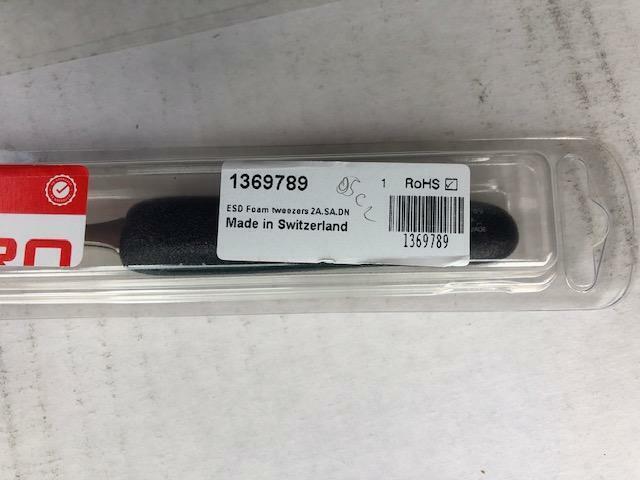 1369789
1 RoHS
ESD Foam tweezers 2A.SA.DN
Made in Switzerland
1369789